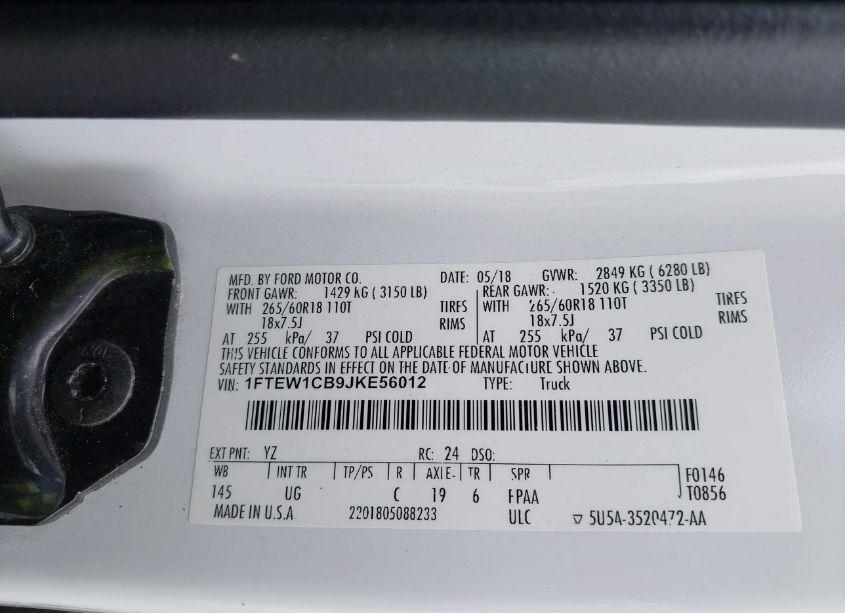 MFD. BY FORD MOTOR CO. DATE: 05/18 GVWR: 2849 KG ( 6280 LB)
FRONT GAWR: 1429 KG ( 3150 LB) REAR GAWR: 1520 KG ( 3350 LB)
WITH 265/60R18 110T TIRES WITH 265/60R18 110T TIRES
18x7.5J RIMS 18x7.5J RIMS
AT 255 kPa/ 37 PSI COLD AT 255 kPa/ 37 PSI COLD
THIS VEHICLE CONFORMS TO ALL APPLICABLE FEDERAL MOTOR VEHICLE
SAFETY STANDARDS IN EFFECT ON THE DATE OF MANUFACTURE SHOWN ABOVE.
VIN: 1FTEW1CB9JKE56012 TYPE: Truck
EXT PNT: YZ RC: 24 DSO:
WB INT TR TP/PS R AXLE TR SPR F0146
145 UG C 19 6 FPAA T0856
MADE IN U.S.A 2201805088233 ULC 5U5A-3520472-AA